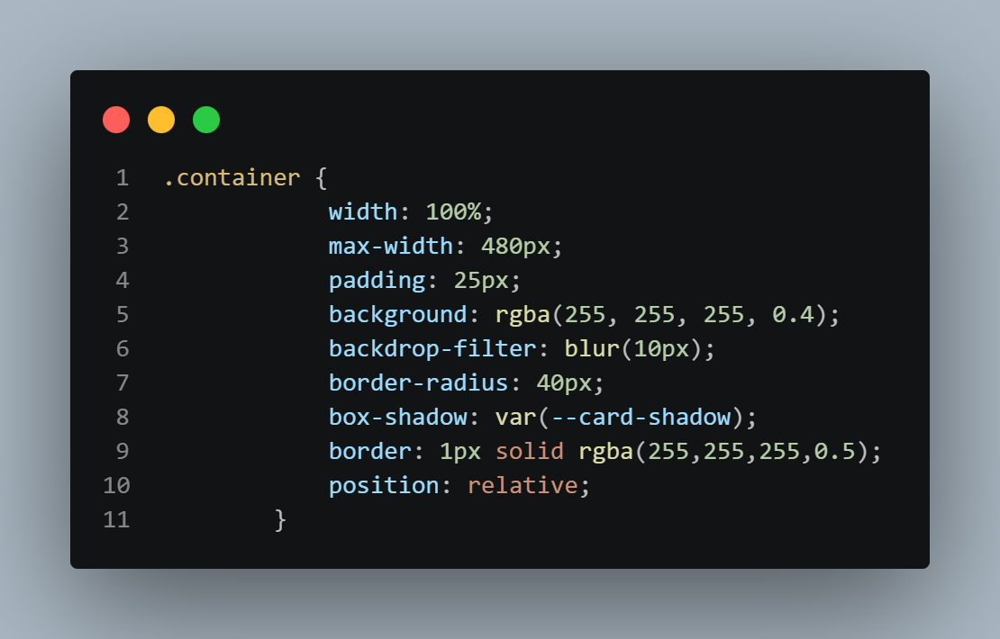 1 .container {
2             width: 100%;
3             max-width: 480px;
4             padding: 25px;
5             background: rgba(255, 255, 255, 0.4);
6             backdrop-filter: blur(10px);
7             border-radius: 40px;
8             box-shadow: var(--card-shadow);
9             border: 1px solid rgba(255,255,255,0.5);
10             position: relative;
11         }